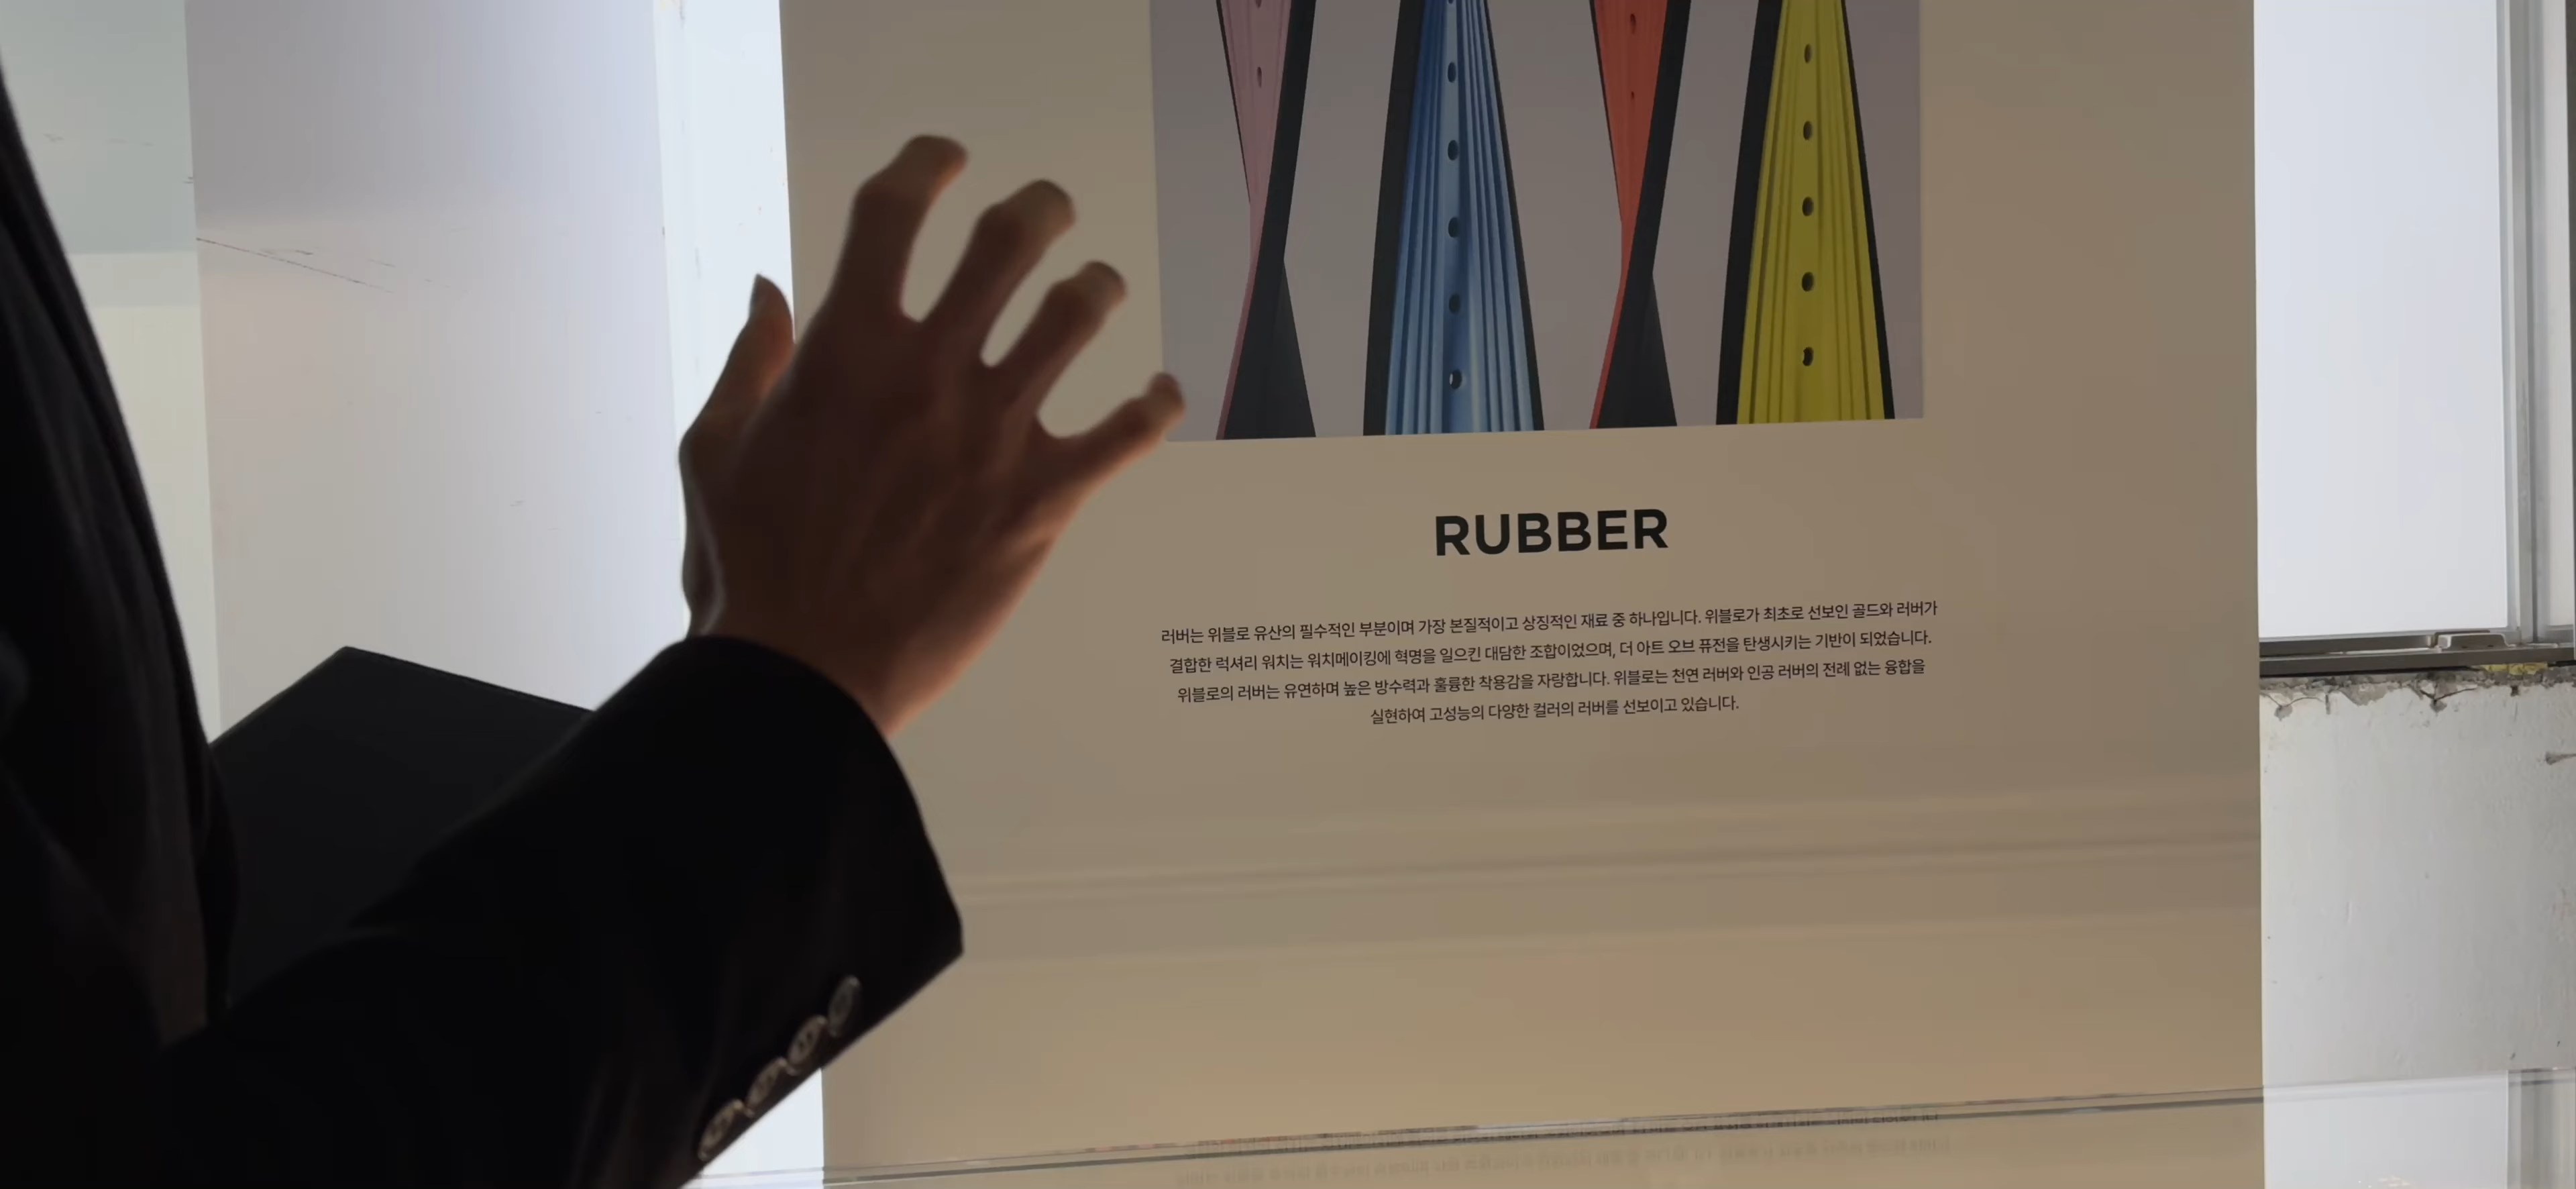 RUBBER
러버는 위블로 유산의 필수적인 부분이며 가장 본질적이고 상징적인 재료 중 하나입니다. 위블로가 최초로 선보인 골드와 러버가
결합한 럭셔리 워치는 워치메이킹에 혁명을 일으킨 대담한 조합이었으며, 더 아트 오브 퓨전을 탄생시키는 기반이 되었습니다.
위블로의 러버는 유연하며 높은 방수력과 훌륭한 착용감을 자랑합니다. 위블로는 천연 러버와 인공 러버의 전례 없는 융합을
실현하여 고성능의 다양한 컬러의 러버를 선보이고 있습니다.